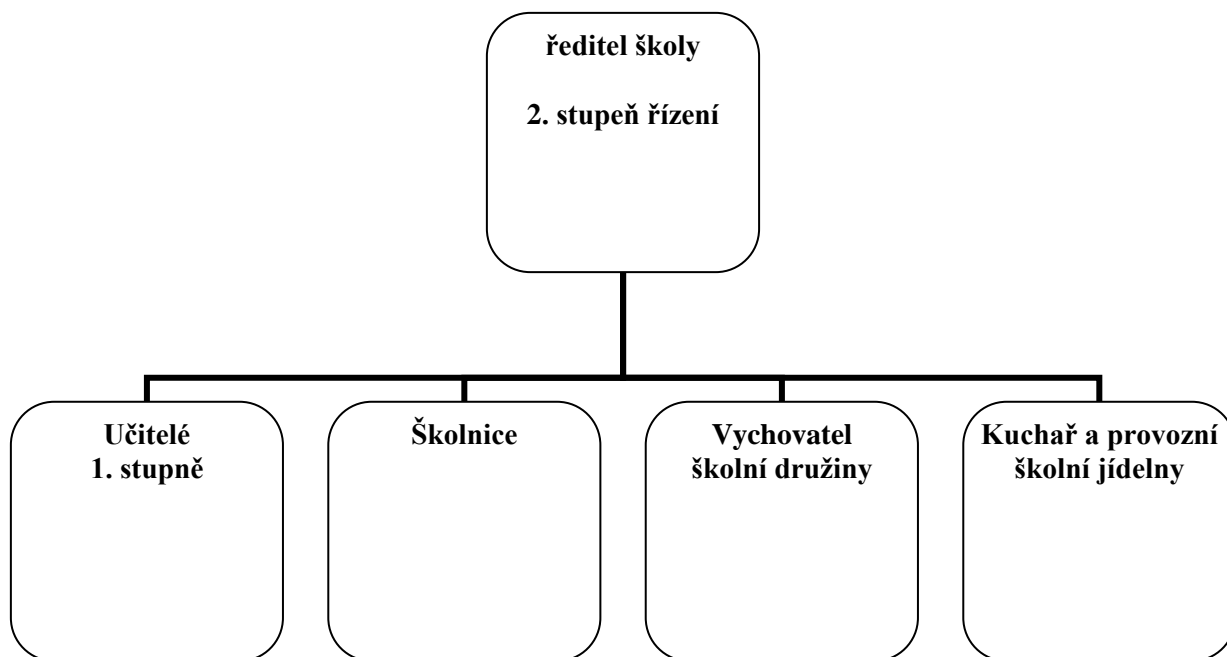 ředitel školy
2. stupeň řízení
Učitelé
1. stupně
Školnice
Vychovatel
školní družiny
Kuchař a provozní
školní jídelny